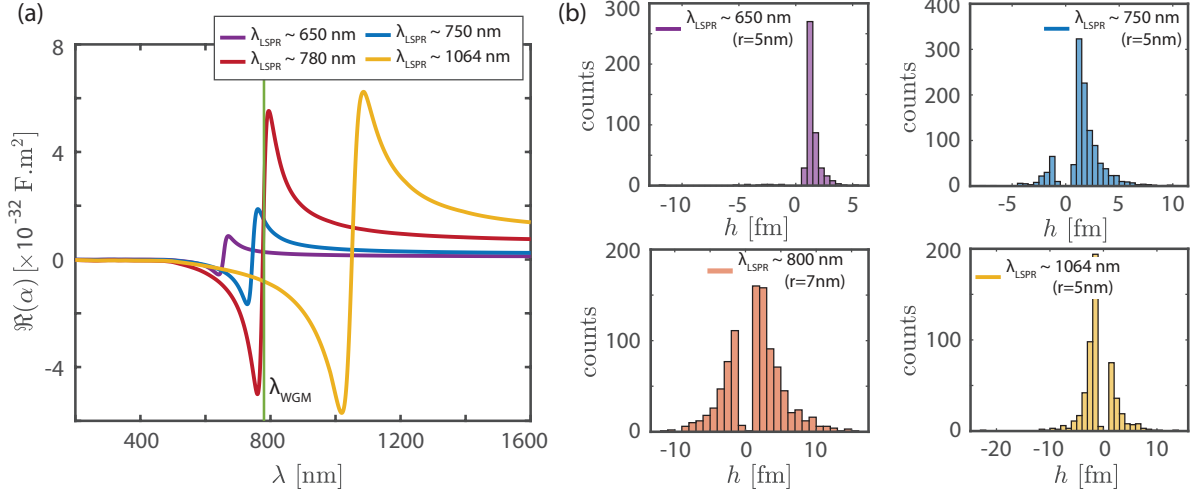 (a)
λLSPR ~ 650 nm
λLSPR ~ 750 nm
λLSPR ~ 780 nm
λLSPR ~ 1064 nm
8
4
0
-4
ℜ(α) [× 10⁻³² F.m²]
λWGM
400
800
1200
1600
λ [nm]
(b)
300
200
100
0
counts
λLSPR ~ 650 nm
(r=5nm)
-10
-5
0
5
h [fm]
400
300
200
100
0
counts
λLSPR ~ 750 nm
(r=5nm)
-5
0
5
10
h [fm]
200
100
0
counts
λLSPR ~ 800 nm
(r=7nm)
-10
0
10
h [fm]
200
100
0
counts
λLSPR ~ 1064 nm
(r=5nm)
-20
-10
0
10
h [fm]